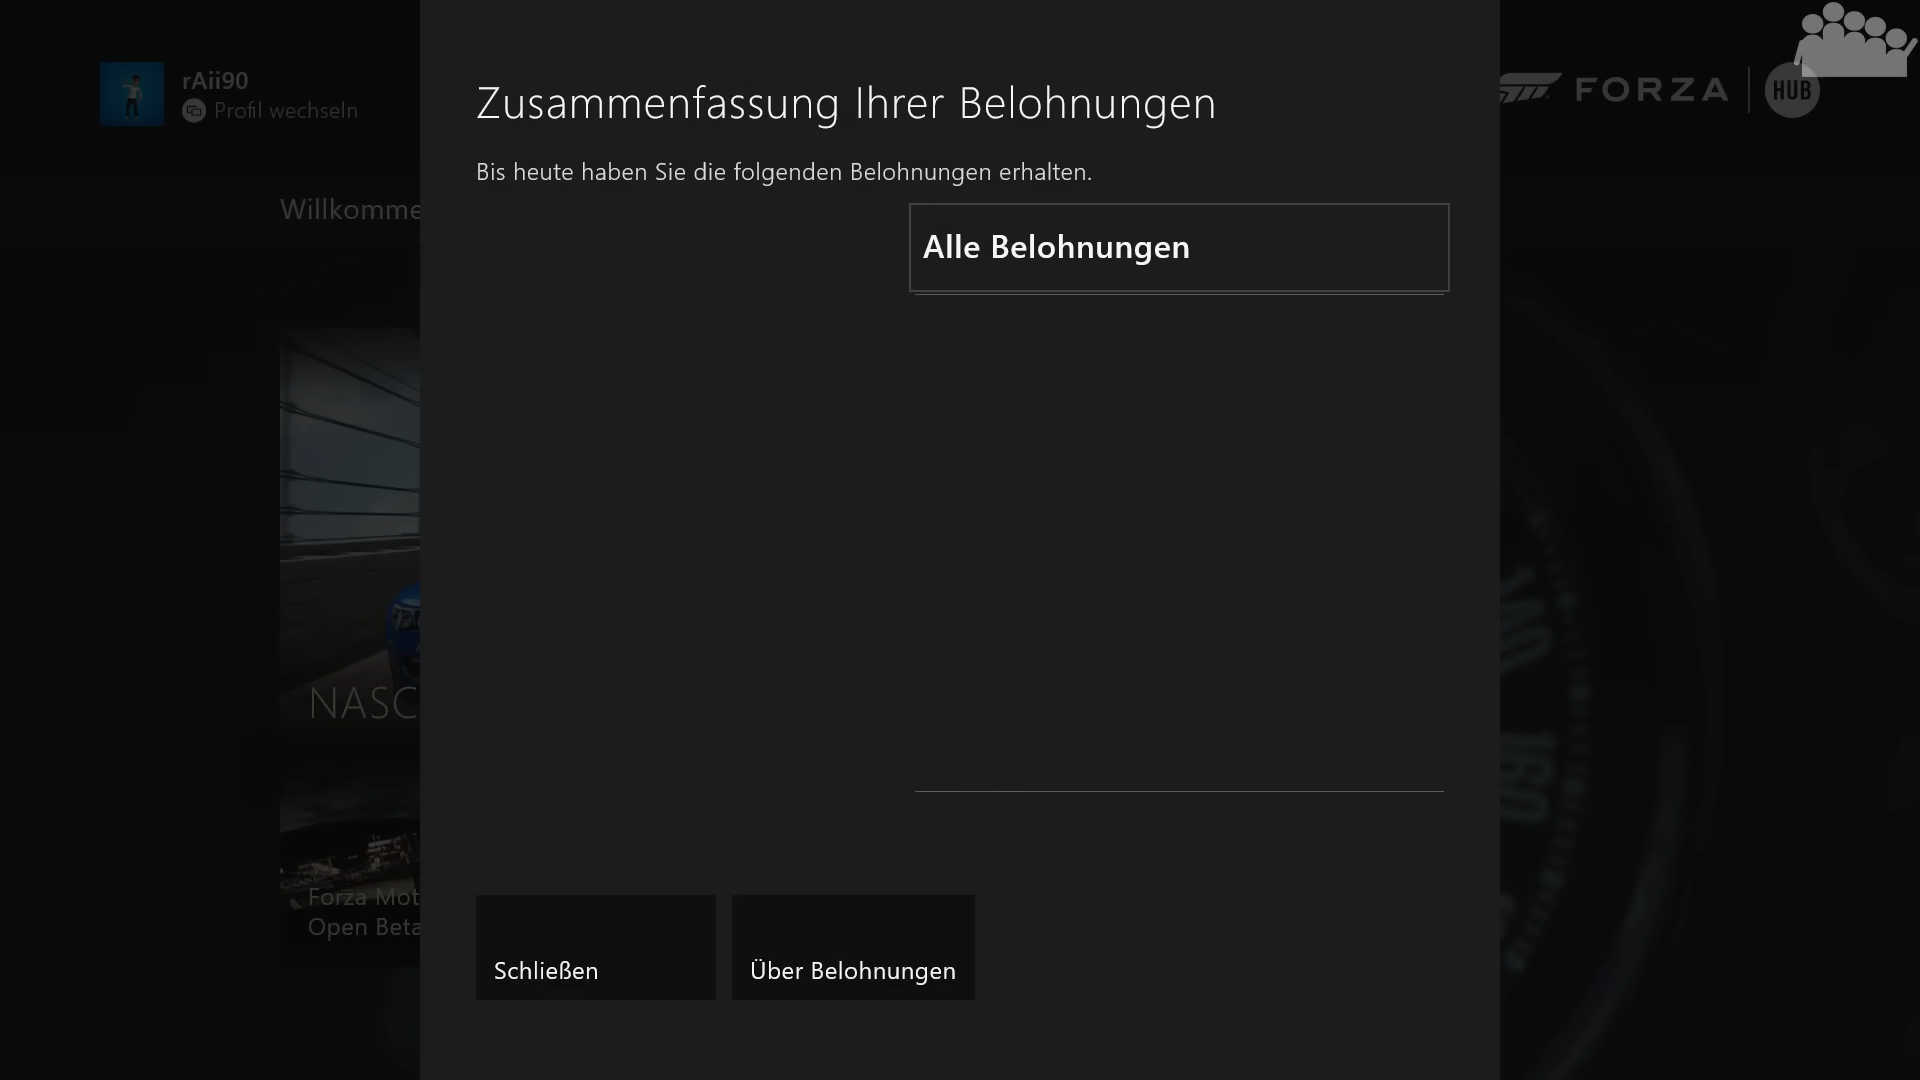 rAii90
Profil wechseln
FORZA
HUB
Zusammenfassung Ihrer Belohnungen
Bis heute haben Sie die folgenden Belohnungen erhalten.
Willkomme
Alle Belohnungen
NASC
160
Forza Mot
Open Beta
Schließen
Über Belohnungen